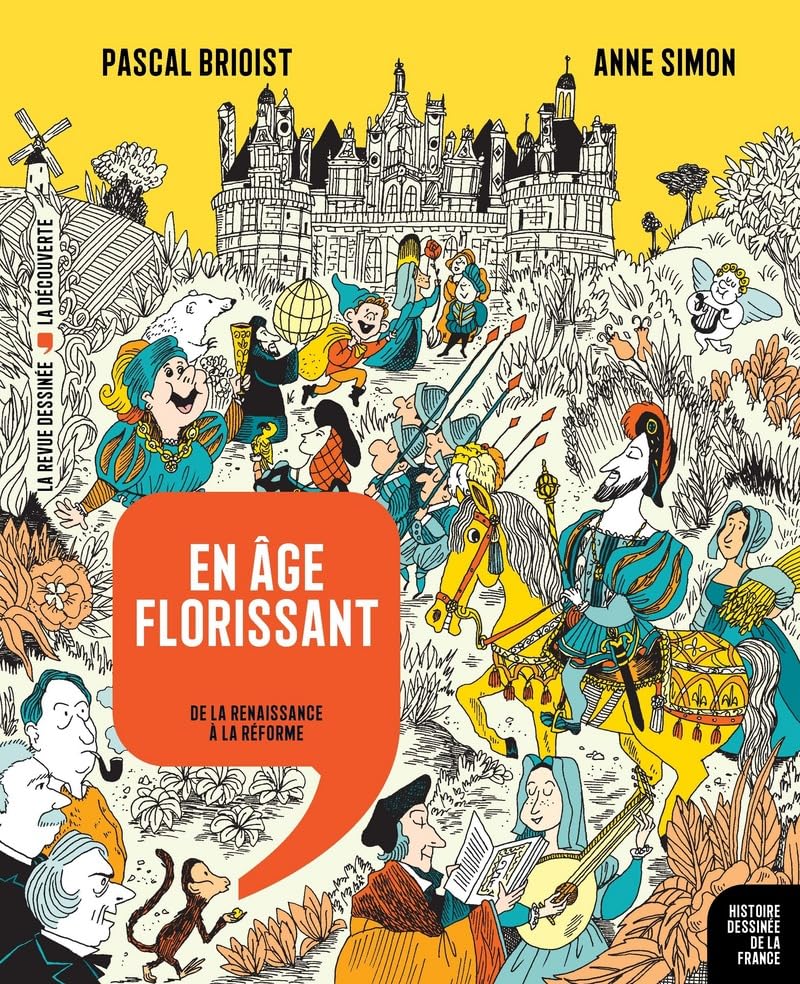 PASCAL BRIOIST
ANNE SIMON
LA REVUE DESSINÉE LA DÉCOUVERTE
EN ÂGE
FLORISSANT
DE LA RENAISSANCE
À LA RÉFORME
HISTOIRE
DESSINÉE
DE LA
FRANCE